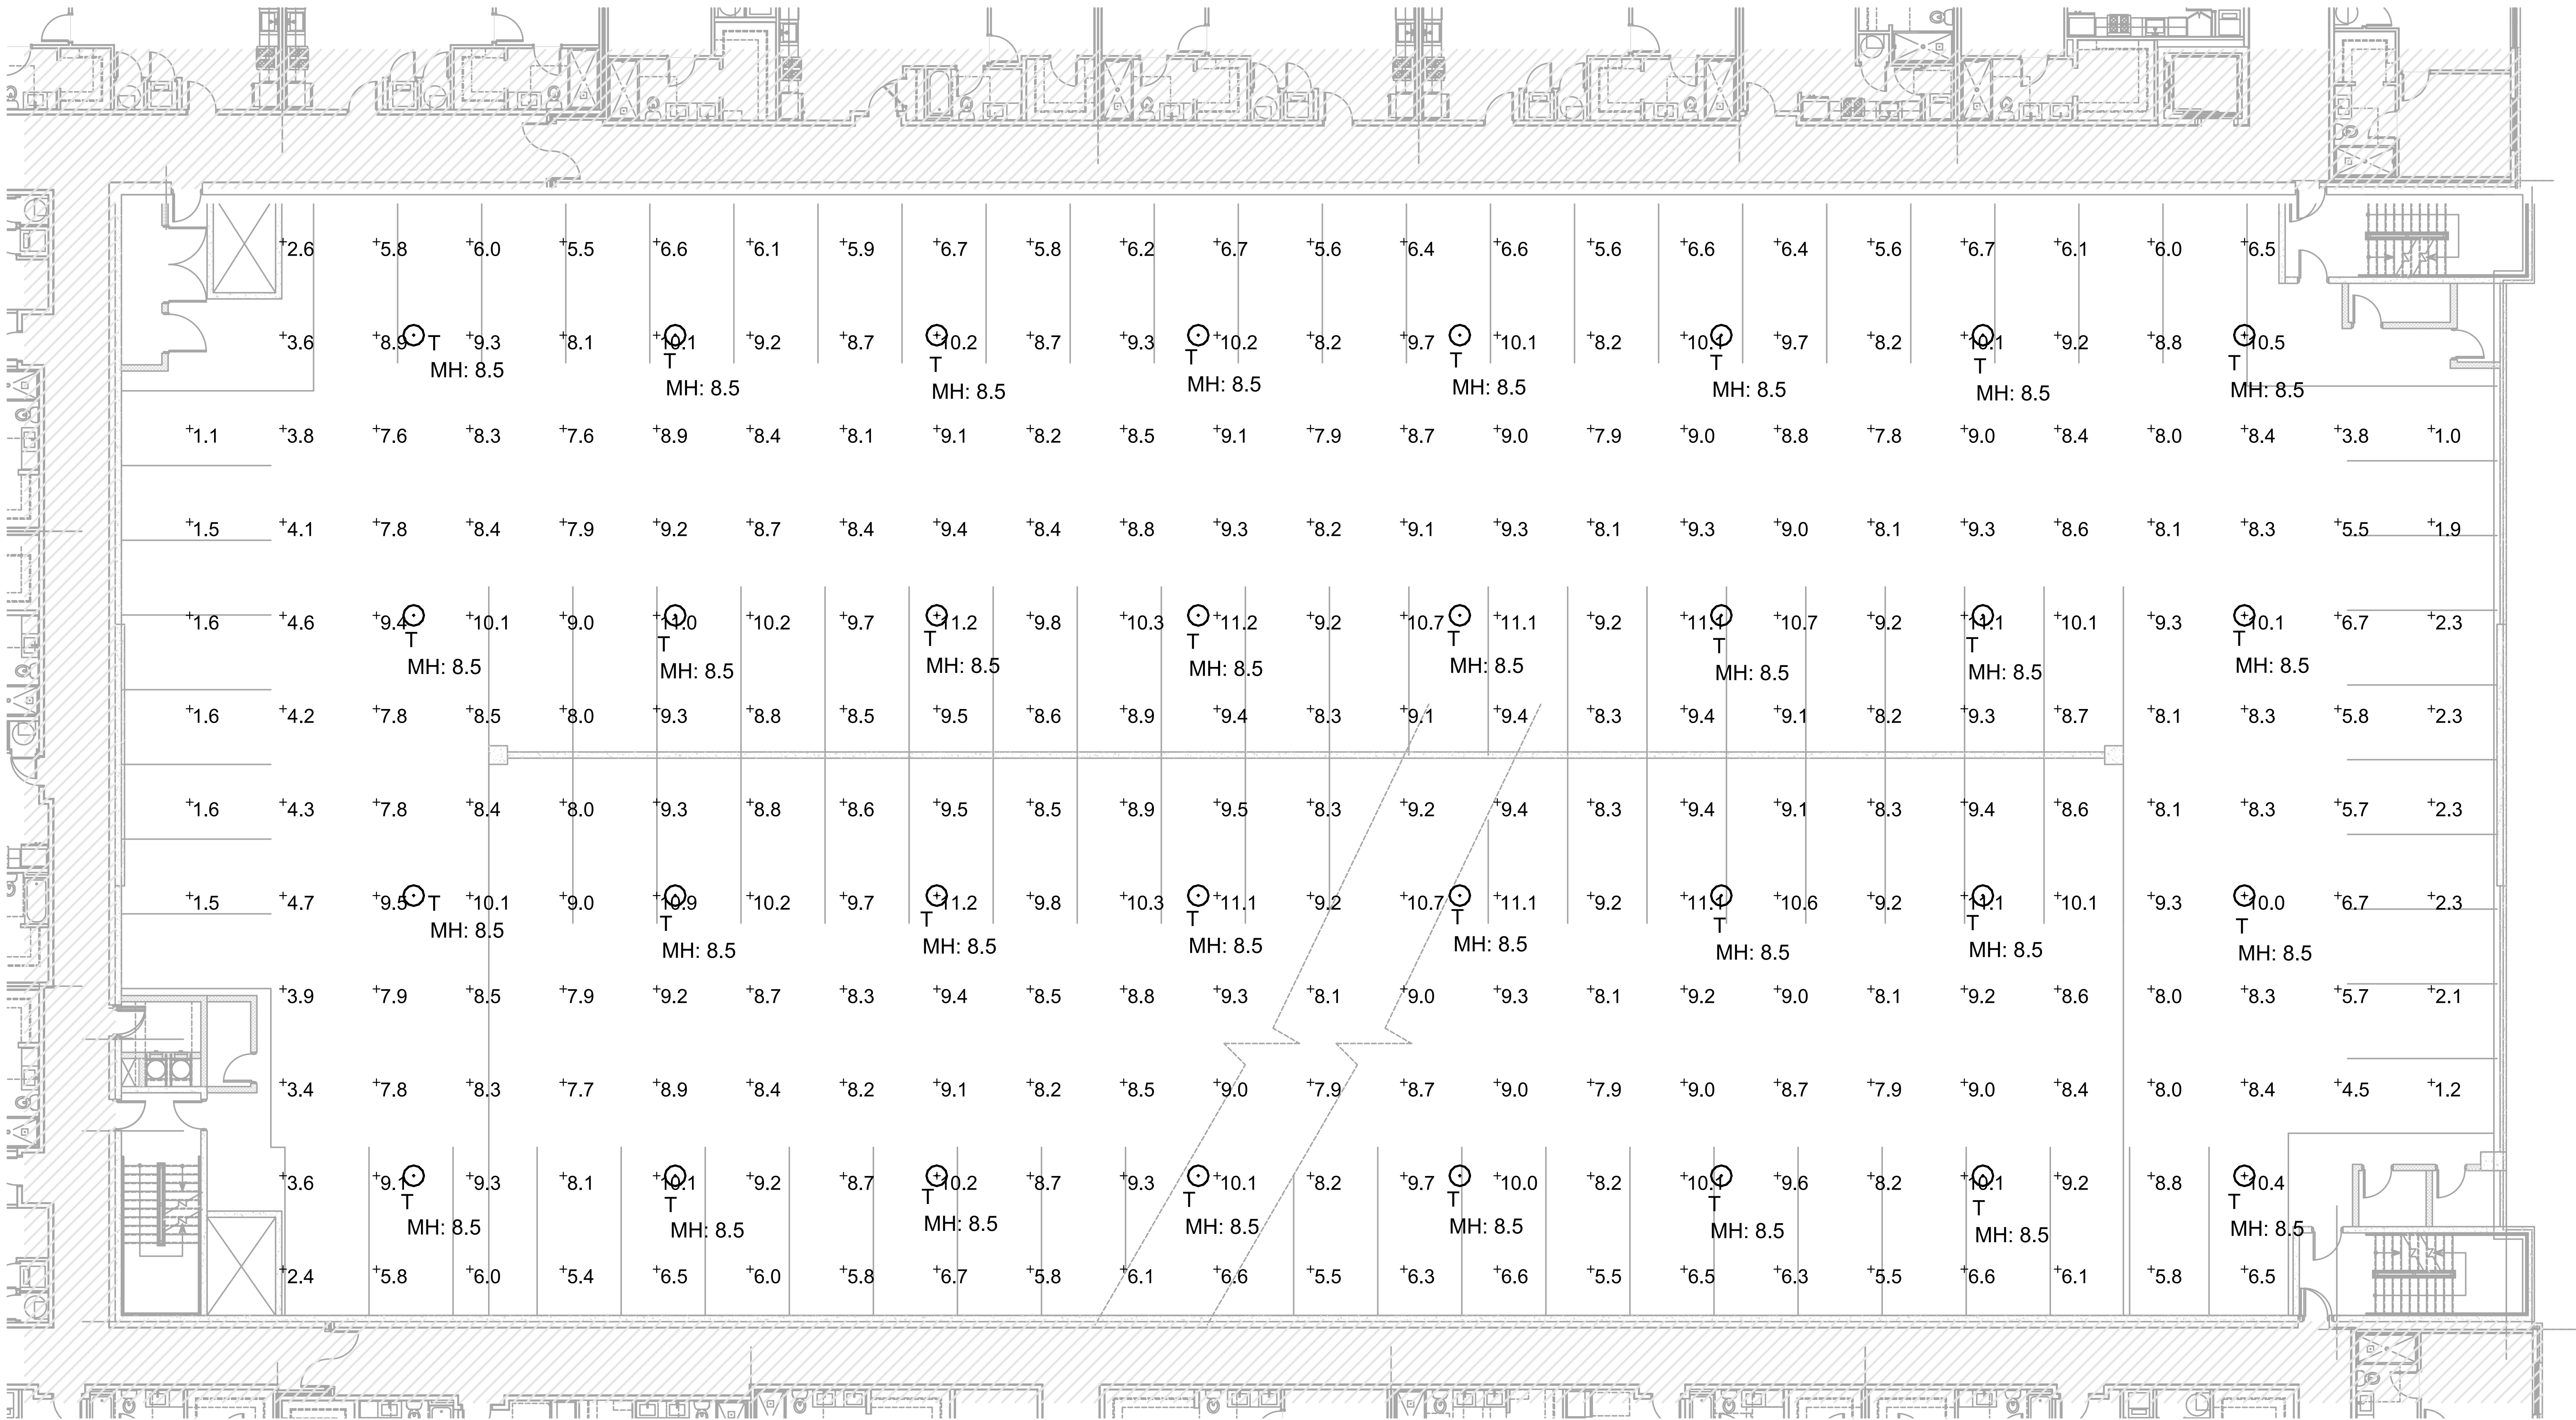 +2.6 +5.8 +6.0 +5.5 +6.6 +6.1 +5.9 +6.7 +5.8 +6.2 +6.7 +5.6 +6.4 +6.6 +5.6 +6.6 +6.4 +5.6 +6.7 +6.1 +6.0 +6.5
+3.6 +8.9 +9.3 +8.1 +10.1 +9.2 +8.7 +10.2 +8.7 +9.3 +10.2 +8.2 +9.7 +10.1 +8.2 +10.1 +9.7 +8.2 +10.1 +9.2 +8.8 +10.5
T T T T T T T T
MH: 8.5 MH: 8.5 MH: 8.5 MH: 8.5 MH: 8.5 MH: 8.5 MH: 8.5 MH: 8.5
+1.1 +3.8 +7.6 +8.3 +7.6 +8.9 +8.4 +8.1 +9.1 +8.2 +8.5 +9.1 +7.9 +8.7 +9.0 +7.9 +9.0 +8.8 +7.8 +9.0 +8.4 +8.0 +8.4 +3.8 +1.0
+1.5 +4.1 +7.8 +8.4 +7.9 +9.2 +8.7 +8.4 +9.4 +8.4 +8.8 +9.3 +8.2 +9.1 +9.3 +8.1 +9.3 +9.0 +8.1 +9.3 +8.6 +8.1 +8.3 +5.5 +1.9
+1.6 +4.6 +9.4 +10.1 +9.0 +11.0 +10.2 +9.7 +11.2 +9.8 +10.3 +11.2 +9.2 +10.7 +11.1 +9.2 +11.1 +10.7 +9.2 +11.1 +10.1 +9.3 +10.1 +6.7 +2.3
T T T T T T T T
MH: 8.5 MH: 8.5 MH: 8.5 MH: 8.5 MH: 8.5 MH: 8.5 MH: 8.5 MH: 8.5
+1.6 +4.2 +7.8 +8.5 +8.0 +9.3 +8.8 +8.5 +9.5 +8.6 +8.9 +9.4 +8.3 +9.1 +9.4 +8.3 +9.4 +9.1 +8.2 +9.3 +8.7 +8.1 +8.3 +5.8 +2.3
+1.6 +4.3 +7.8 +8.4 +8.0 +9.3 +8.8 +8.6 +9.5 +8.5 +8.9 +9.5 +8.3 +9.2 +9.4 +8.3 +9.4 +9.1 +8.3 +9.4 +8.6 +8.1 +8.3 +5.7 +2.3
+1.5 +4.7 +9.5 +10.1 +9.0 +10.9 +10.2 +9.7 +11.2 +9.8 +10.3 +11.1 +9.2 +10.7 +11.1 +9.2 +11.1 +10.6 +9.2 +11.1 +10.1 +9.3 +10.0 +6.7 +2.3
T T T T T T T T
MH: 8.5 MH: 8.5 MH: 8.5 MH: 8.5 MH: 8.5 MH: 8.5 MH: 8.5 MH: 8.5
+3.9 +7.9 +8.5 +7.9 +9.2 +8.7 +8.3 +9.4 +8.5 +8.8 +9.3 +8.1 +9.0 +9.3 +8.1 +9.2 +9.0 +8.1 +9.2 +8.6 +8.0 +8.3 +5.7 +2.1
+3.4 +7.8 +8.3 +7.7 +8.9 +8.4 +8.2 +9.1 +8.2 +8.5 +9.0 +7.9 +8.7 +9.0 +7.9 +9.0 +8.7 +7.9 +9.0 +8.4 +8.0 +8.4 +4.5 +1.2
+3.6 +9.1 +9.3 +8.1 +10.1 +9.2 +8.7 +10.2 +8.7 +9.3 +10.1 +8.2 +9.7 +10.0 +8.2 +10.1 +9.6 +8.2 +10.1 +9.2 +8.8 +10.4
T T T T T T T T
MH: 8.5 MH: 8.5 MH: 8.5 MH: 8.5 MH: 8.5 MH: 8.5 MH: 8.5 MH: 8.5
+2.4 +5.8 +6.0 +5.4 +6.5 +6.0 +5.8 +6.7 +5.8 +6.1 +6.6 +5.5 +6.3 +6.6 +5.5 +6.5 +6.3 +5.5 +6.6 +6.1 +5.8 +6.5